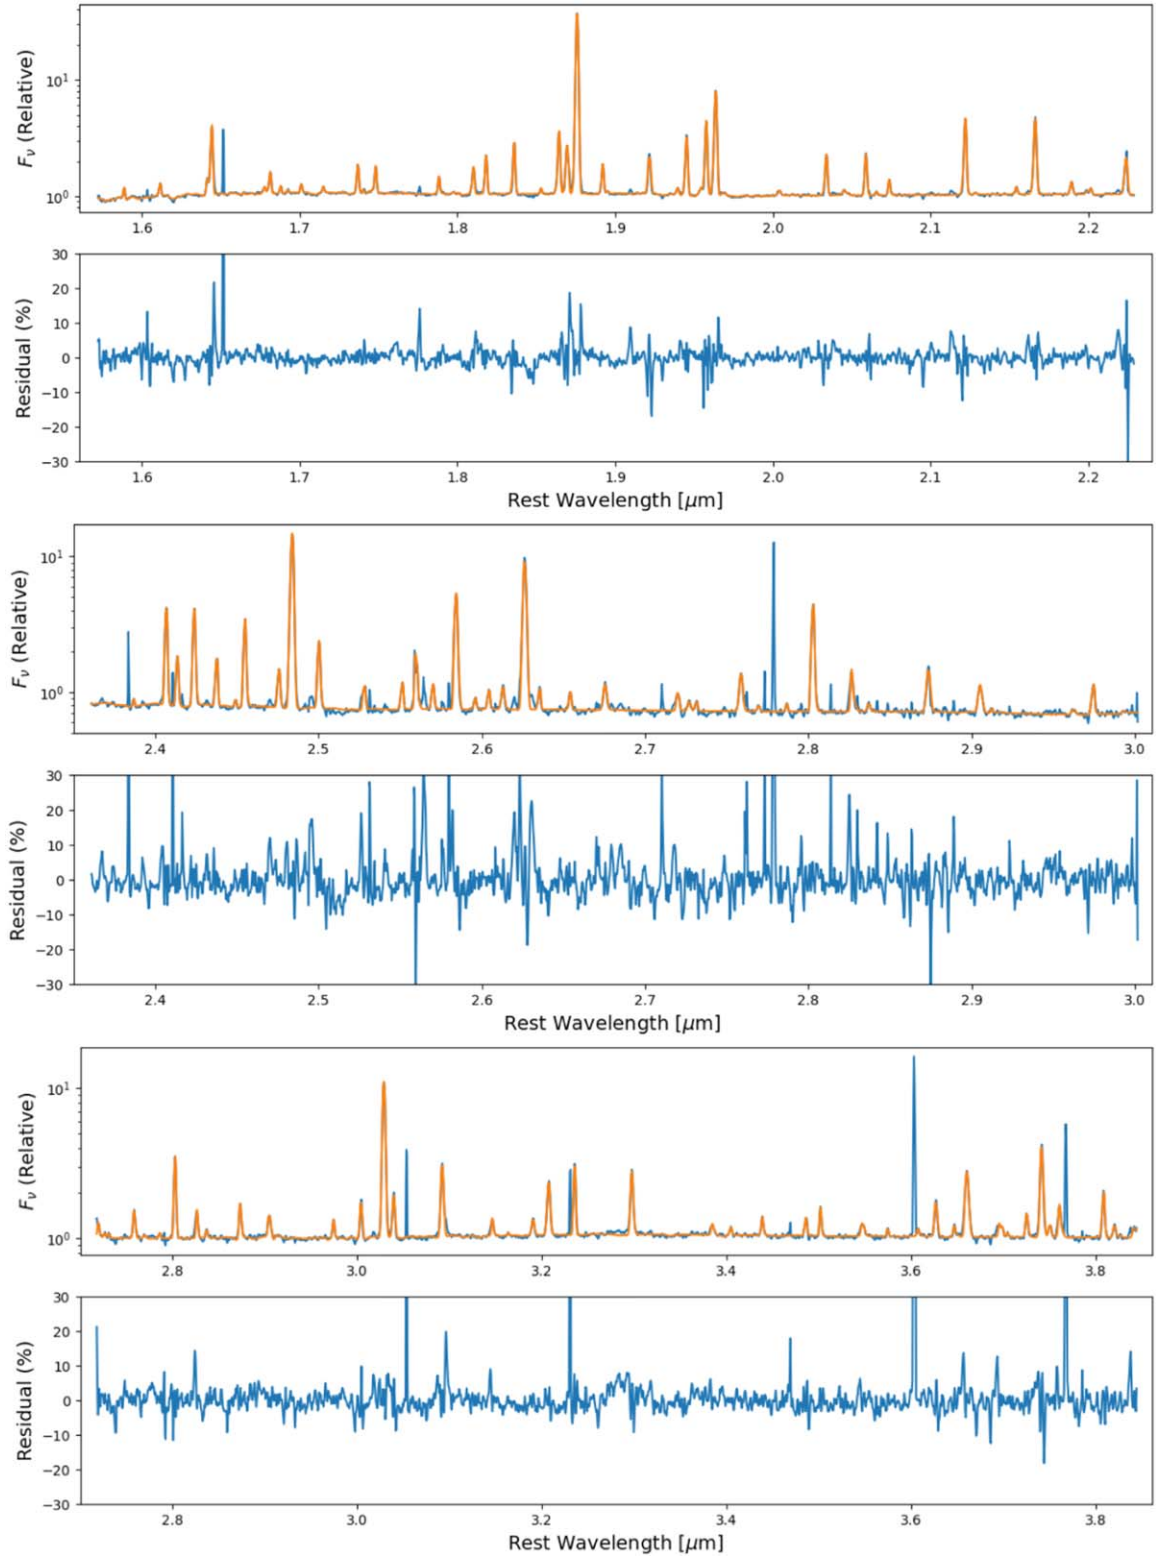 F_ν (Relative)
10¹
10⁰
1.6 1.7 1.8 1.9 2.0 2.1 2.2
Residual (%)
30
20
10
0
−10
−20
−30
1.6 1.7 1.8 1.9 2.0 2.1 2.2
Rest Wavelength [μm]
F_ν (Relative)
10¹
10⁰
2.4 2.5 2.6 2.7 2.8 2.9 3.0
Residual (%)
30
20
10
0
−10
−20
−30
2.4 2.5 2.6 2.7 2.8 2.9 3.0
Rest Wavelength [μm]
F_ν (Relative)
10¹
10⁰
2.8 3.0 3.2 3.4 3.6 3.8
Residual (%)
30
20
10
0
−10
−20
−30
2.8 3.0 3.2 3.4 3.6 3.8
Rest Wavelength [μm]